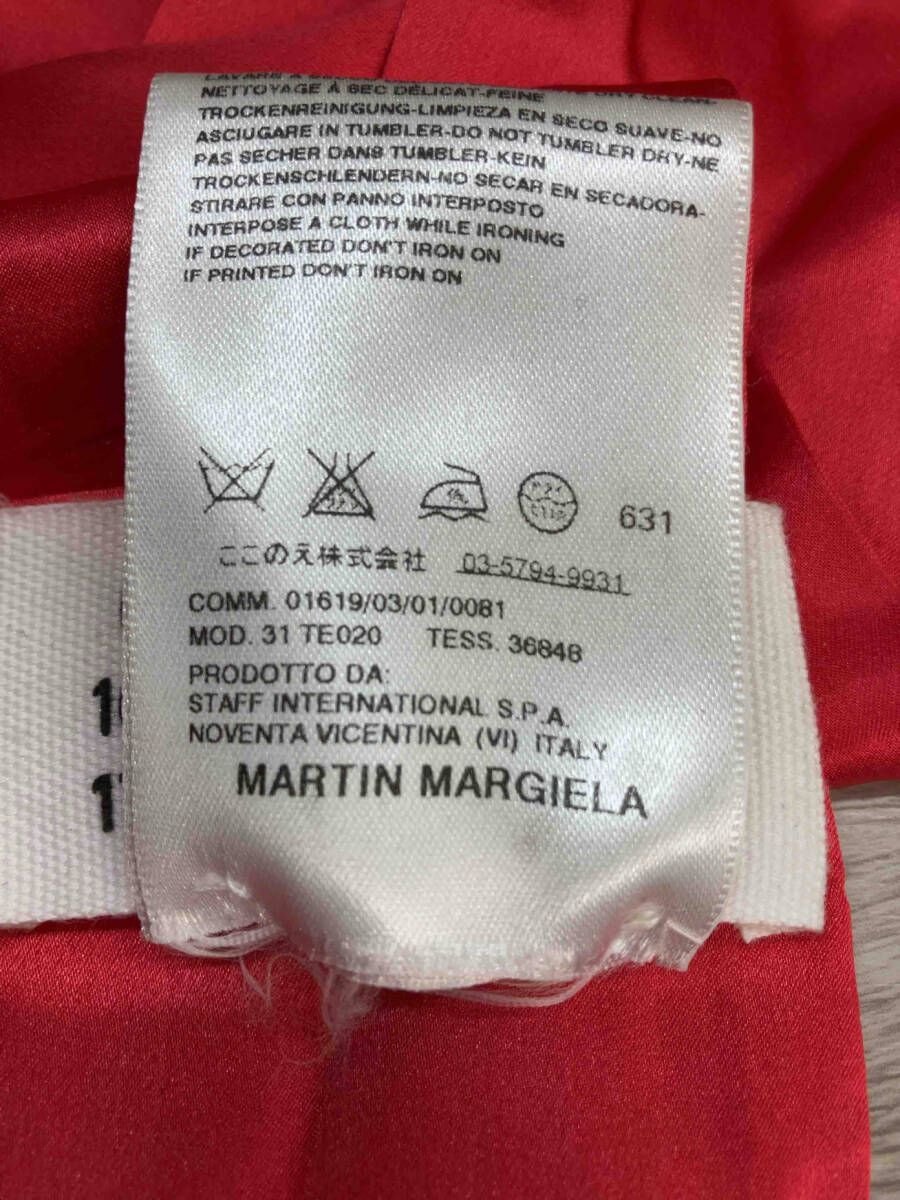 NETTOYAGE À SEC DÉLICAT-FEINE
TROCKENREINIGUNG-LIMPIEZA EN SECO SUAVE-NO
ASCIUGARE IN TUMBLER-DO NOT TUMBLER DRY-NE
PAS SECHER DANS TUMBLER-KEIN
TROCKENSCHLENDERN-NO SECAR EN SECADORA-
STIRARE CON PANNO INTERPOSTO
INTERPOSE A CLOTH WHILE IRONING
IF DECORATED DON'T IRON ON
IF PRINTED DON'T IRON ON
631
ここのえ株式会社 03-5794-9931
COMM. 01619/03/01/0081
MOD. 31 TE020 TESS. 36848
PRODOTTO DA:
STAFF INTERNATIONAL S.P.A.
NOVENTA VICENTINA (VI) ITALY
MARTIN MARGIELA